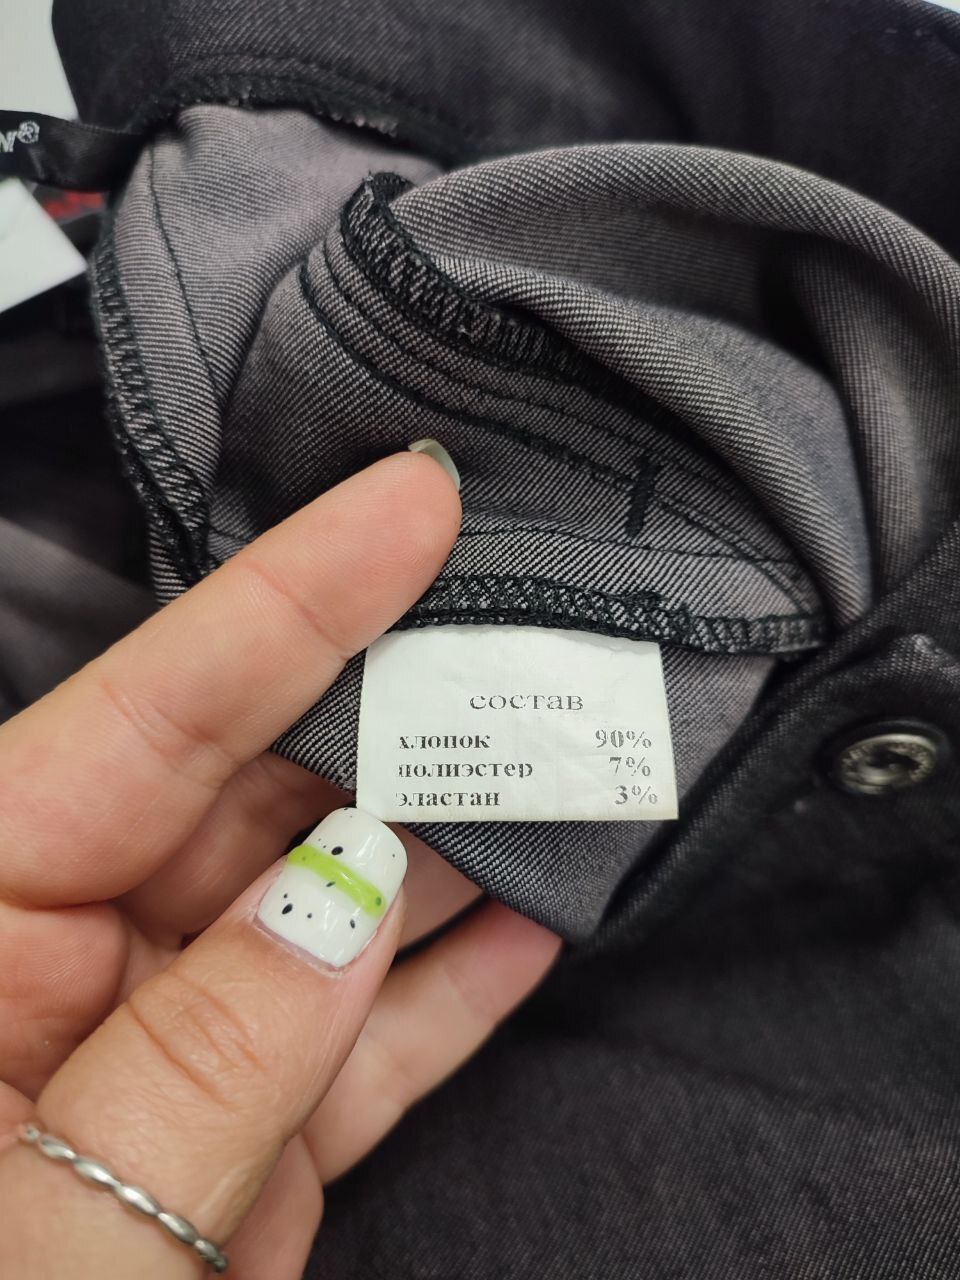 N®
состав
хлопок 90%
полиэстер 7%
эластан 3%